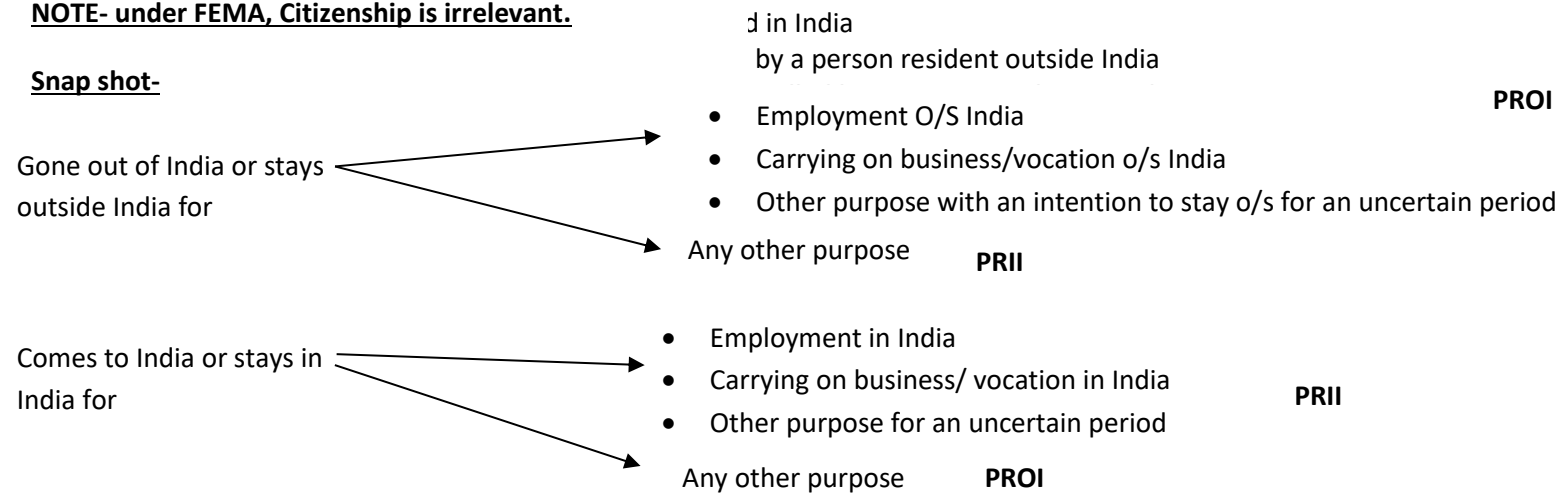 NOTE- under FEMA, Citizenship is irrelevant.
in India
by a person resident outside India
Snap shot-
PROI
• Employment O/S India
Gone out of India or stays
outside India for
• Carrying on business/vocation o/s India
• Other purpose with an intention to stay o/s for an uncertain period
Any other purpose PRII
Comes to India or stays in
India for
• Employment in India
• Carrying on business/ vocation in India
PRII
• Other purpose for an uncertain period
Any other purpose PROI